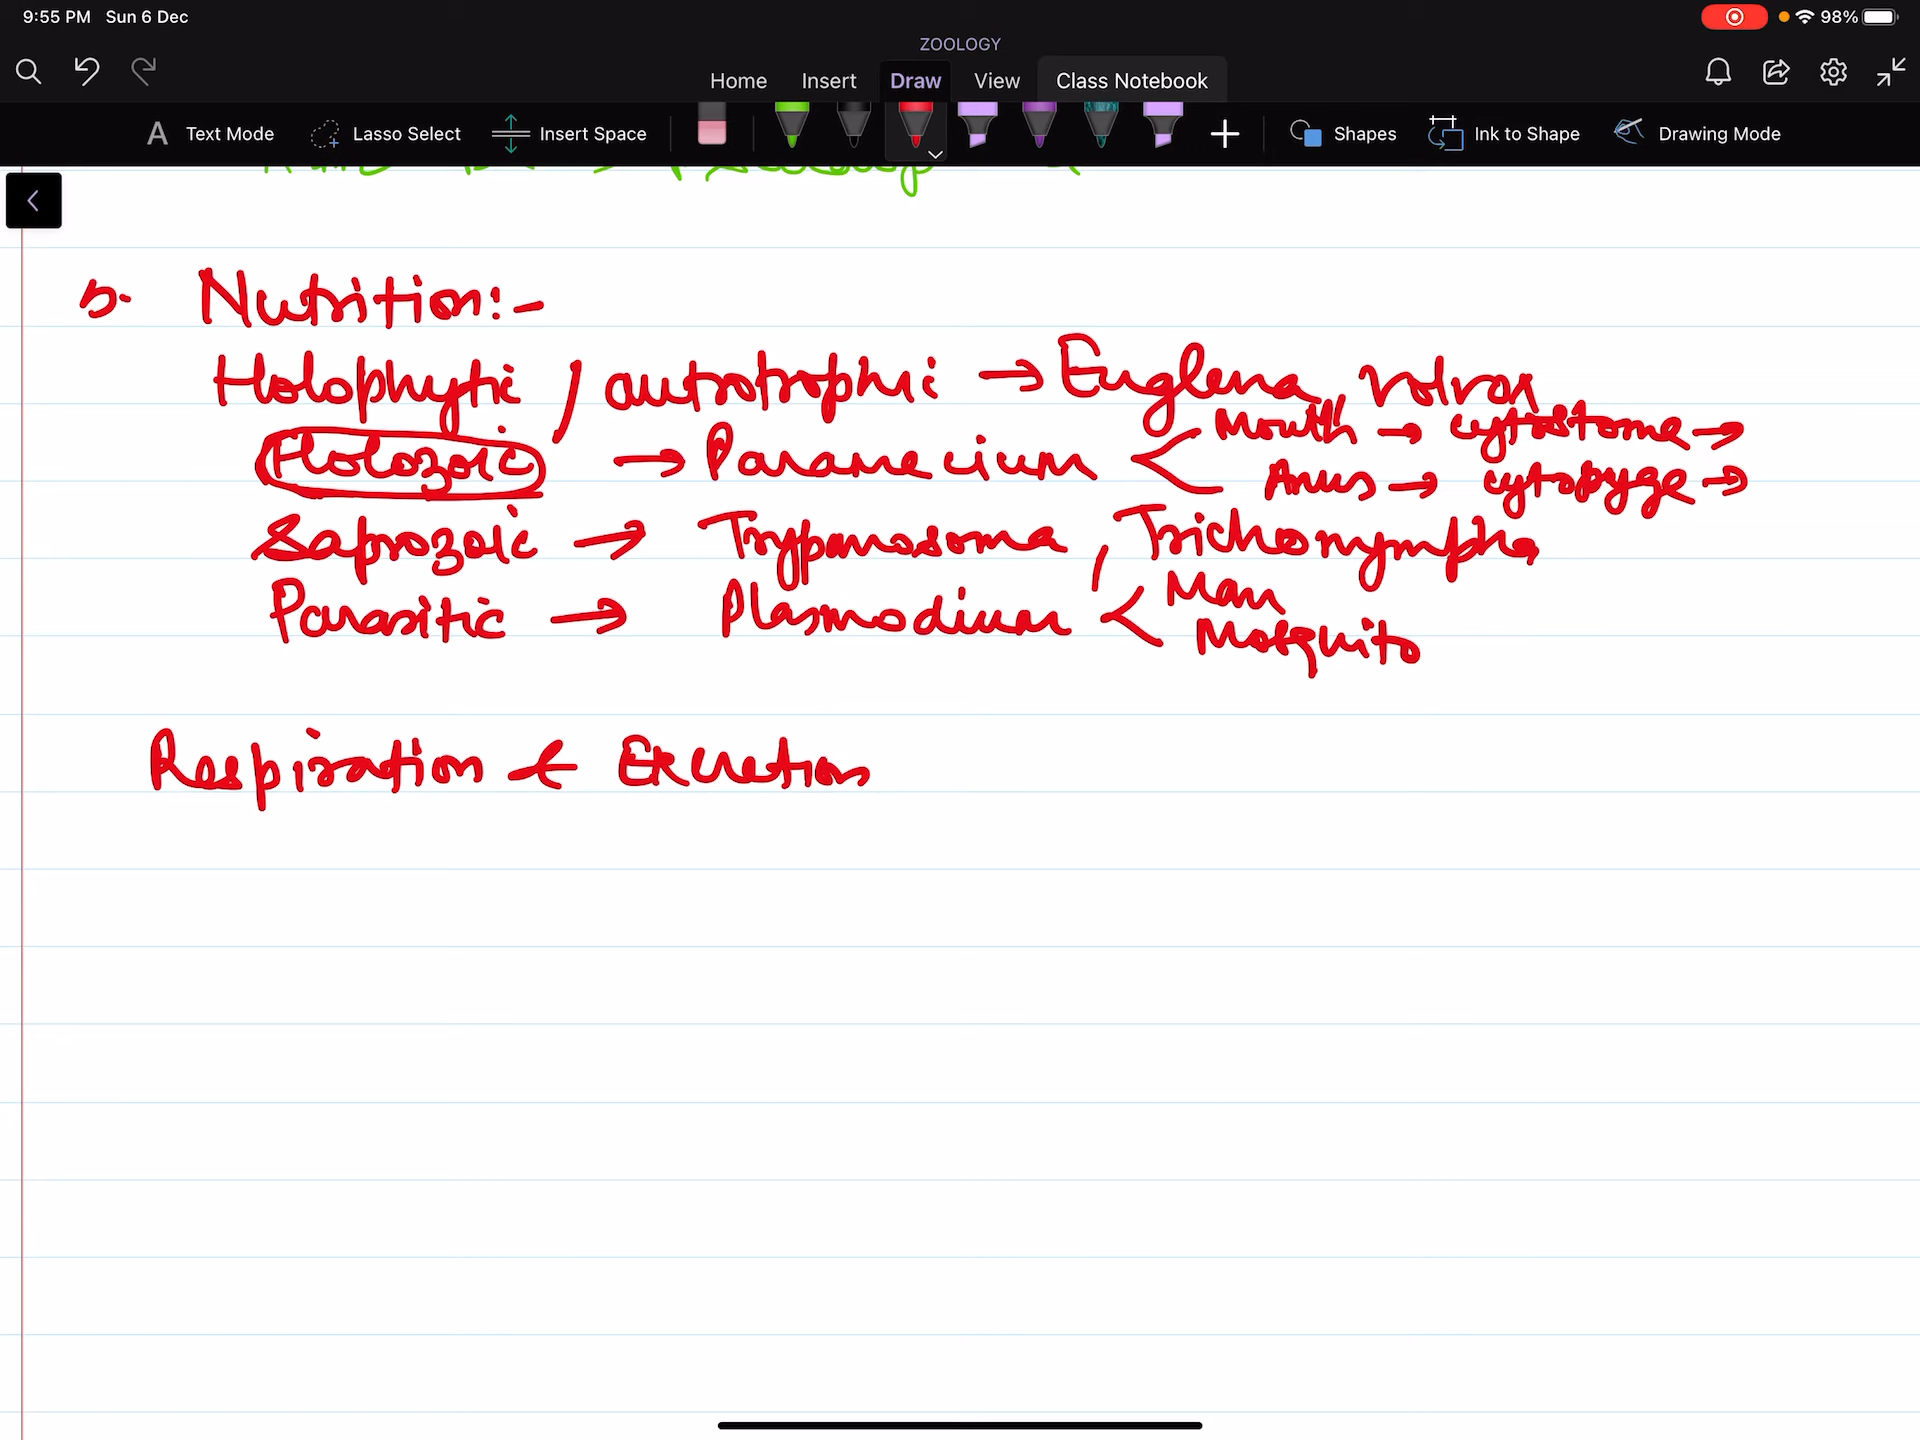 9:55 PM Sun 6 Dec 98%
ZOOLOGY
Home Insert Draw View Class Notebook
A Text Mode Lasso Select Insert Space Shapes Ink to Shape Drawing Mode
b. Nutrition:-
Holophytic / autotrophic → Euglena, Volvox
Holozoic → Paramecium < Mouth → cytostome →
Anus → cytopyge →
Saprozoic → Trypanosoma, Trichonympha
Parasitic → Plasmodium < Man
Mosquito
Respiration & Excretion